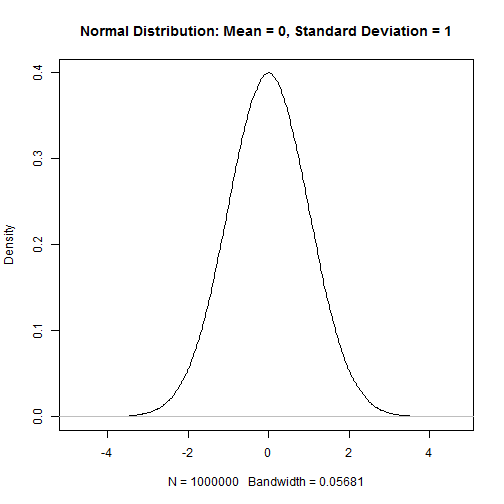 Normal Distribution: Mean = 0, Standard Deviation = 1
0.4
0.3
0.2
0.1
0.0
Density
-4 -2 0 2 4
N = 1000000 Bandwidth = 0.05681